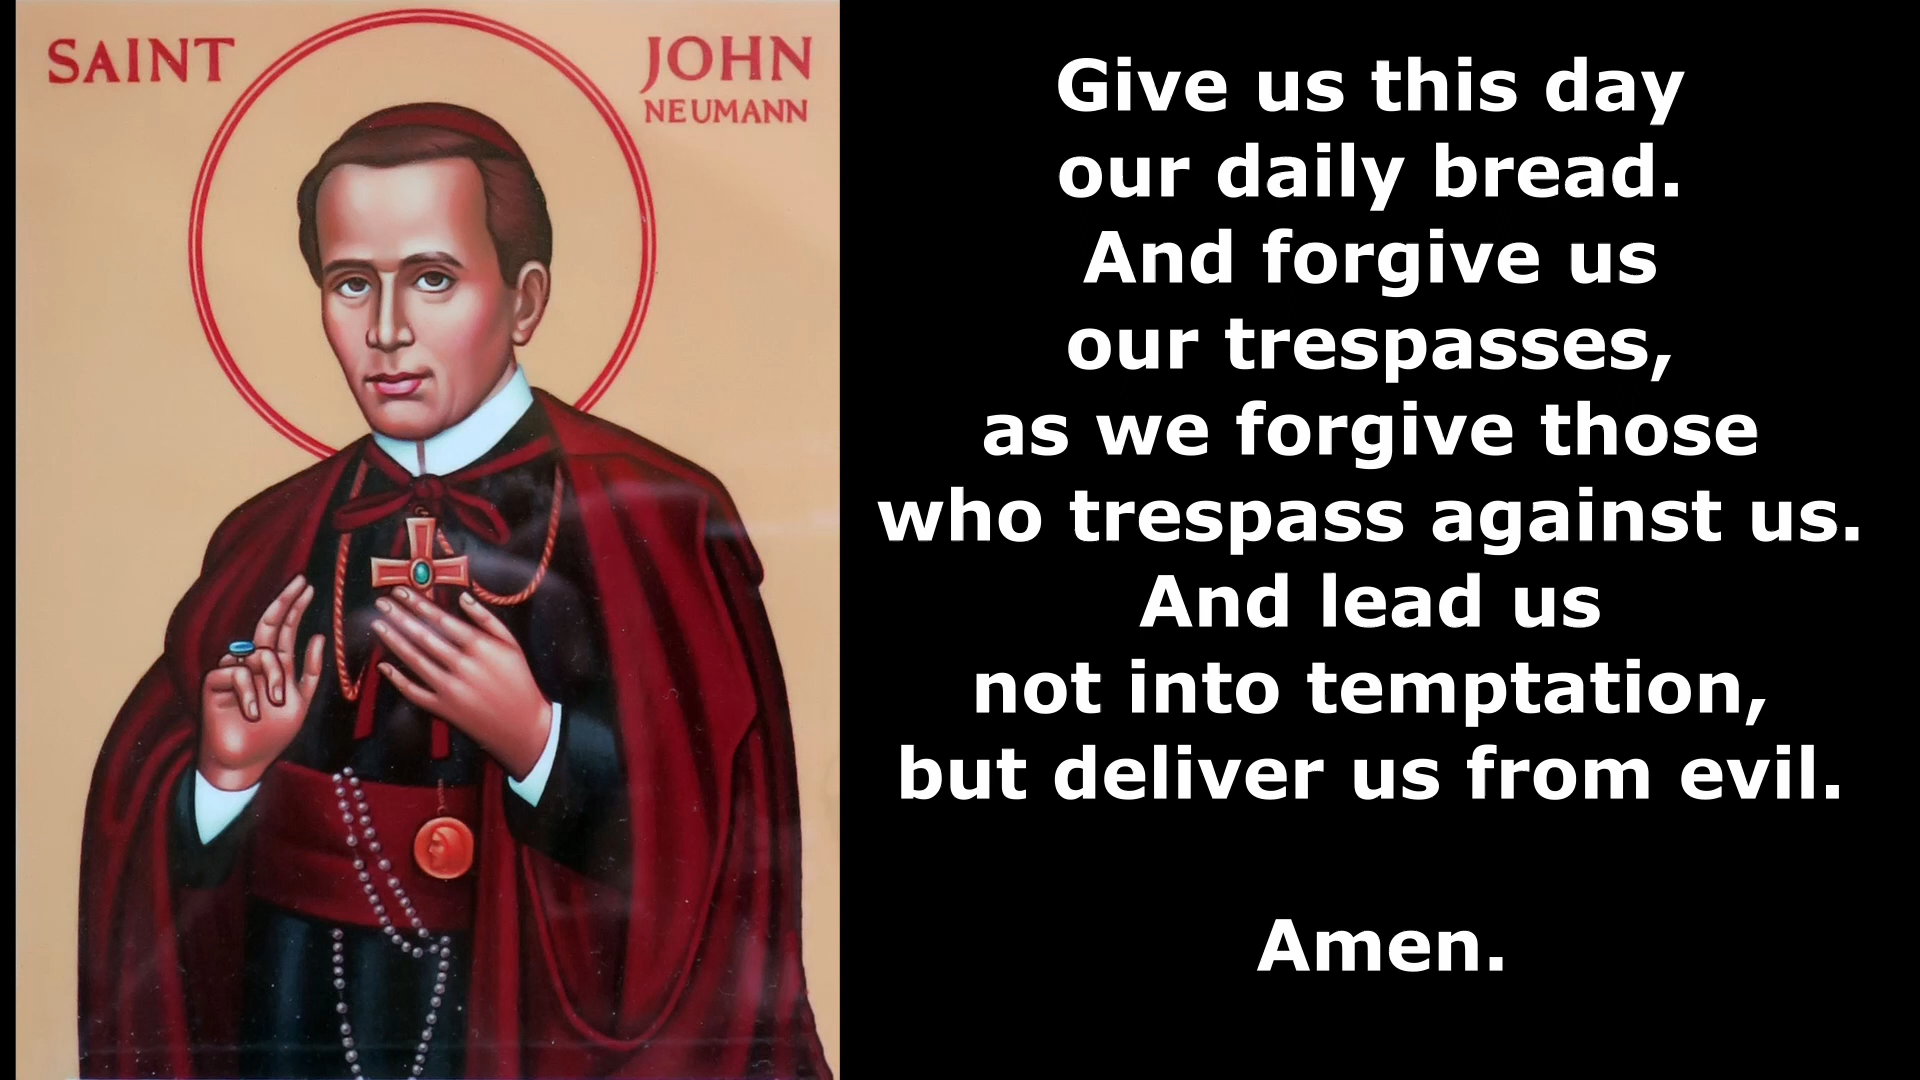 SAINT
JOHN
NEUMANN
Give us this day
our daily bread.
And forgive us
our trespasses,
as we forgive those
who trespass against us.
And lead us
not into temptation,
but deliver us from evil.
Amen.